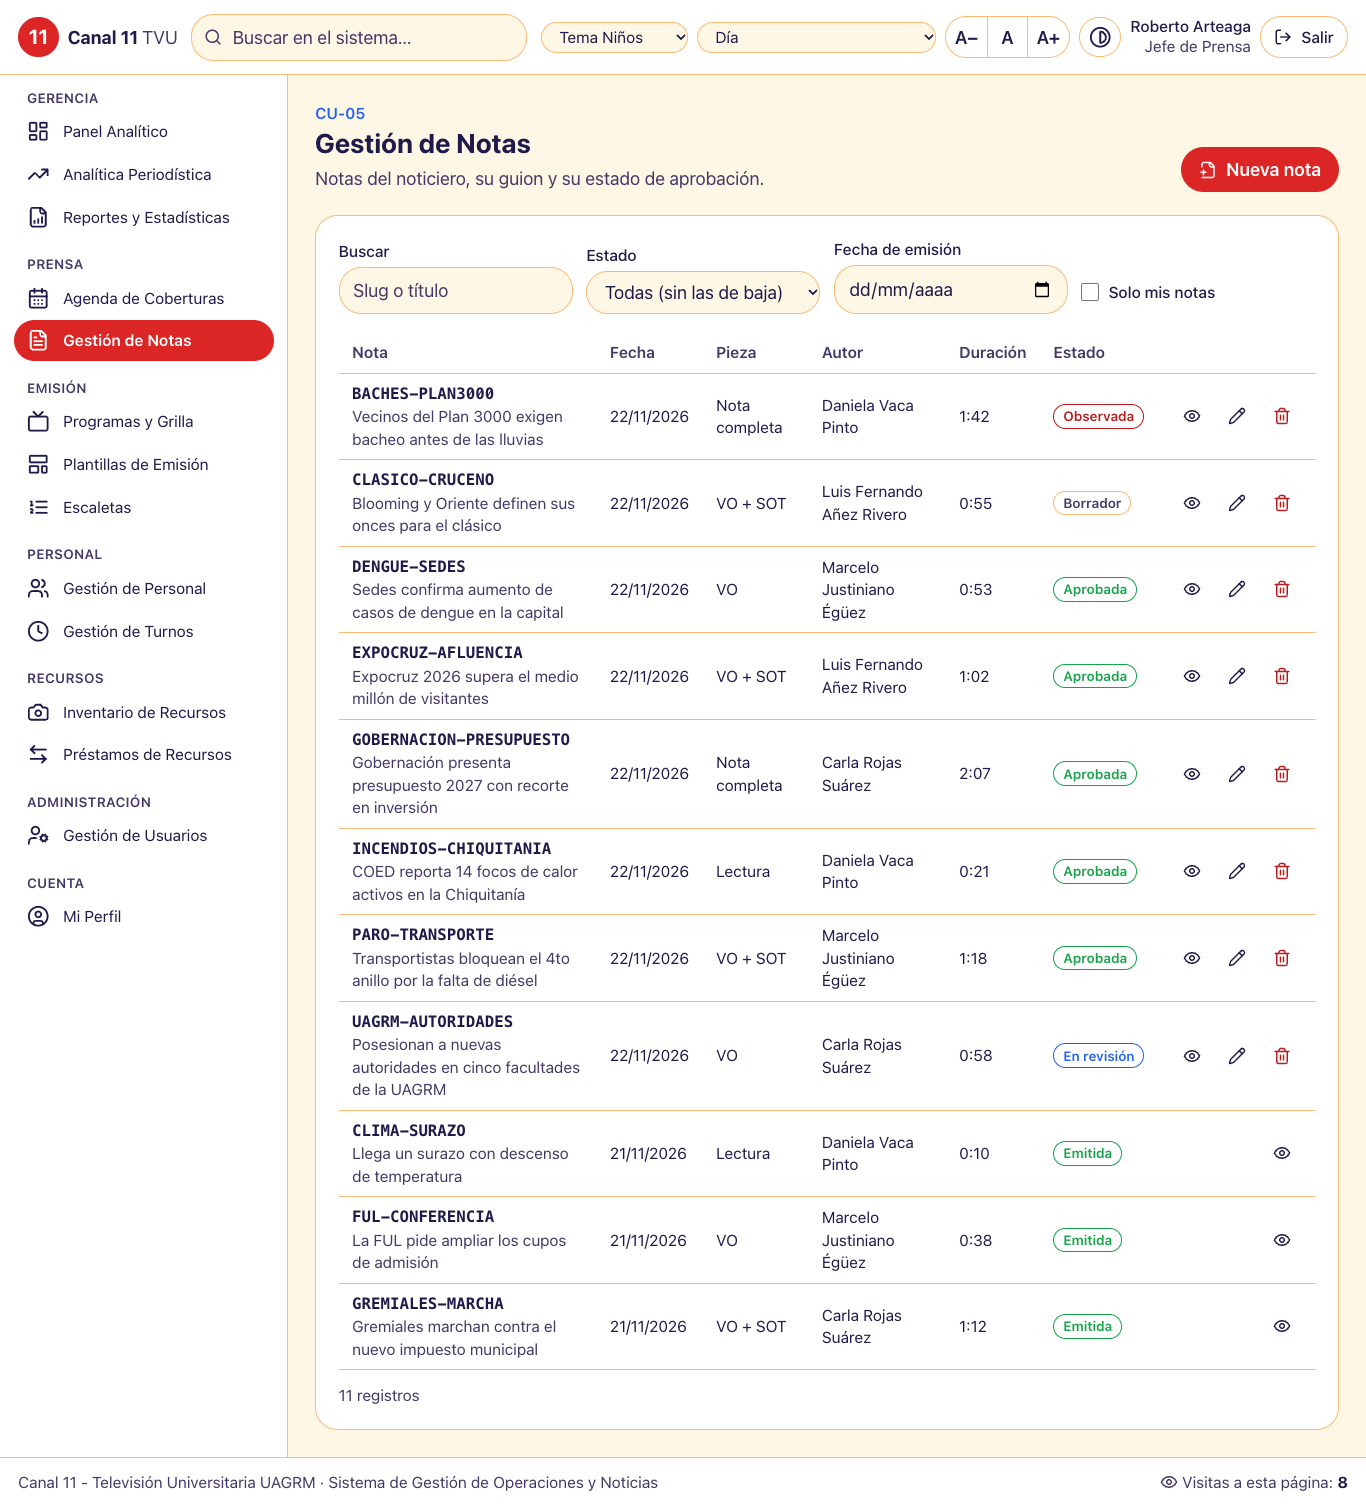 11 Canal 11 TVU
Buscar en el sistema...
Tema Niños
Día
A− A A+
Roberto Arteaga
Jefe de Prensa
Salir
GERENCIA
Panel Analítico
Analítica Periodística
Reportes y Estadísticas
PRENSA
Agenda de Coberturas
Gestión de Notas
EMISIÓN
Programas y Grilla
Plantillas de Emisión
Escaletas
PERSONAL
Gestión de Personal
Gestión de Turnos
RECURSOS
Inventario de Recursos
Préstamos de Recursos
ADMINISTRACIÓN
Gestión de Usuarios
CUENTA
Mi Perfil
CU-05
Gestión de Notas
Notas del noticiero, su guion y su estado de aprobación.
Nueva nota
Buscar
Slug o título
Estado
Todas (sin las de baja)
Fecha de emisión
dd/mm/aaaa
Solo mis notas
Nota Fecha Pieza Autor Duración Estado
BACHES-PLAN3000
Vecinos del Plan 3000 exigen
bacheo antes de las lluvias
22/11/2026
Nota
completa
Daniela Vaca
Pinto
1:42
Observada
CLASICO-CRUCENO
Blooming y Oriente definen sus
onces para el clásico
22/11/2026
VO + SOT
Luis Fernando
Añez Rivero
0:55
Borrador
DENGUE-SEDES
Sedes confirma aumento de
casos de dengue en la capital
22/11/2026
VO
Marcelo
Justiniano
Égüez
0:53
Aprobada
EXPOCRUZ-AFLUENCIA
Expocruz 2026 supera el medio
millón de visitantes
22/11/2026
VO + SOT
Luis Fernando
Añez Rivero
1:02
Aprobada
GOBERNACION-PRESUPUESTO
Gobernación presenta
presupuesto 2027 con recorte
en inversión
22/11/2026
Nota
completa
Carla Rojas
Suárez
2:07
Aprobada
INCENDIOS-CHIQUITANIA
COED reporta 14 focos de calor
activos en la Chiquitanía
22/11/2026
Lectura
Daniela Vaca
Pinto
0:21
Aprobada
PARO-TRANSPORTE
Transportistas bloquean el 4to
anillo por la falta de diésel
22/11/2026
VO + SOT
Marcelo
Justiniano
Égüez
1:18
Aprobada
UAGRM-AUTORIDADES
Posesionan a nuevas
autoridades en cinco facultades
de la UAGRM
22/11/2026
VO
Carla Rojas
Suárez
0:58
En revisión
CLIMA-SURAZO
Llega un surazo con descenso
de temperatura
21/11/2026
Lectura
Daniela Vaca
Pinto
0:10
Emitida
FUL-CONFERENCIA
La FUL pide ampliar los cupos
de admisión
21/11/2026
VO
Marcelo
Justiniano
Égüez
0:38
Emitida
GREMIALES-MARCHA
Gremiales marchan contra el
nuevo impuesto municipal
21/11/2026
VO + SOT
Carla Rojas
Suárez
1:12
Emitida
11 registros
Canal 11 - Televisión Universitaria UAGRM · Sistema de Gestión de Operaciones y Noticias
Visitas a esta página: 8